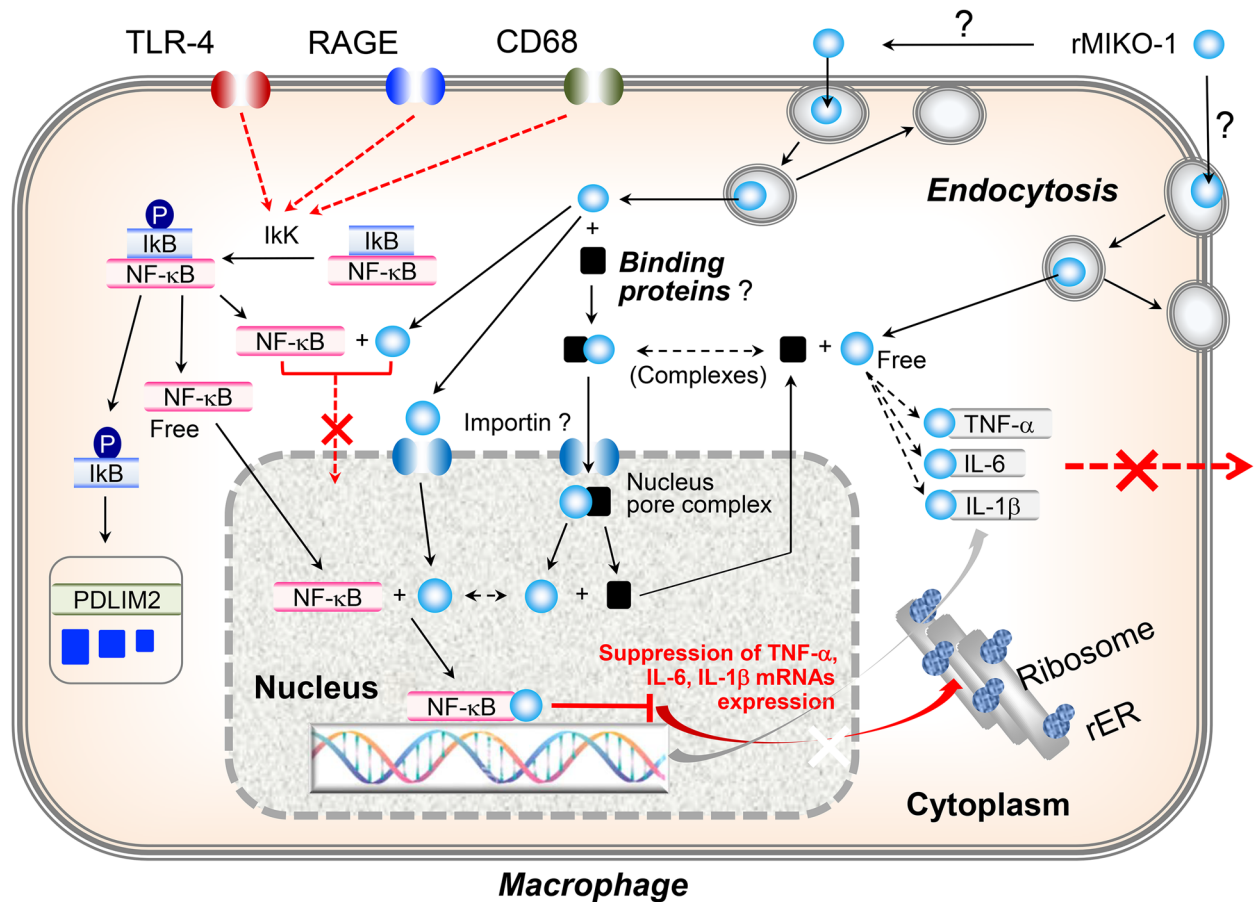 TLR-4
RAGE
CD68
?
rMIKO-1
?
Endocytosis
P
IkB
NF-κB
IkK
IkB
NF-κB
+
Binding
proteins ?
NF-κB
+
(Complexes)
+
Free
NF-κB
Free
Importin ?
TNF-α
IL-6
IL-1β
P
IkB
Nucleus
pore complex
PDLIM2
NF-κB
+
+
Suppression of TNF-α,
IL-6, IL-1β mRNAs
expression
Nucleus
NF-κB
Ribosome
rER
Cytoplasm
Macrophage